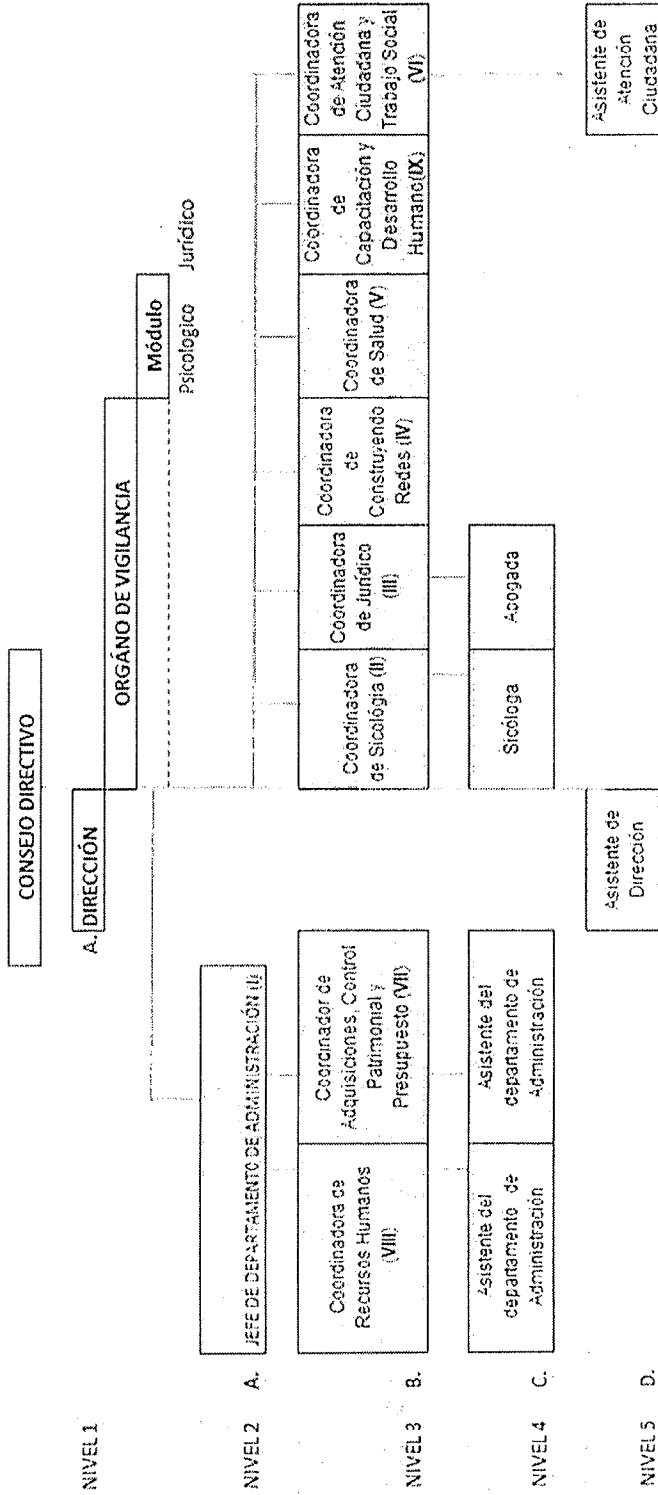 CONSEJO DIRECTIVO
NIVEL 1
A.
DIRECCIÓN
ORGÁNO DE VIGILANCIA
Módulo
Psicologico
Jurídico
NIVEL 2
A.
JEFE DE DEPARTAMENTO DE ADMINISTRACIÓN (I)
NIVEL 3
B.
Coordinadora de
Recursos Humanos
(VIII)
Coordinador de
Adquisiciones, Control
Patrimonial y
Presupuesto (VII)
Coordinadora
de Sicológia (II)
Coordinadora
de Jurídico
(III)
Coordinadora
de
Construyendo
Redes (IV)
Coordinadora
de Salud (V)
Coordinadora
de
Capacitación y
Desarrollo
Humano(IX)
Coordinadora
de Atención
Ciudadana y
Trabajo Social
(VI)
NIVEL 4
C.
Asistente del
departamento de
Administración
Asistente del
departamento de
Administración
Sicóloga
Acogada
NIVEL 5
D.
Asistente de
Dirección
Asistente de
Atención
Ciudadana